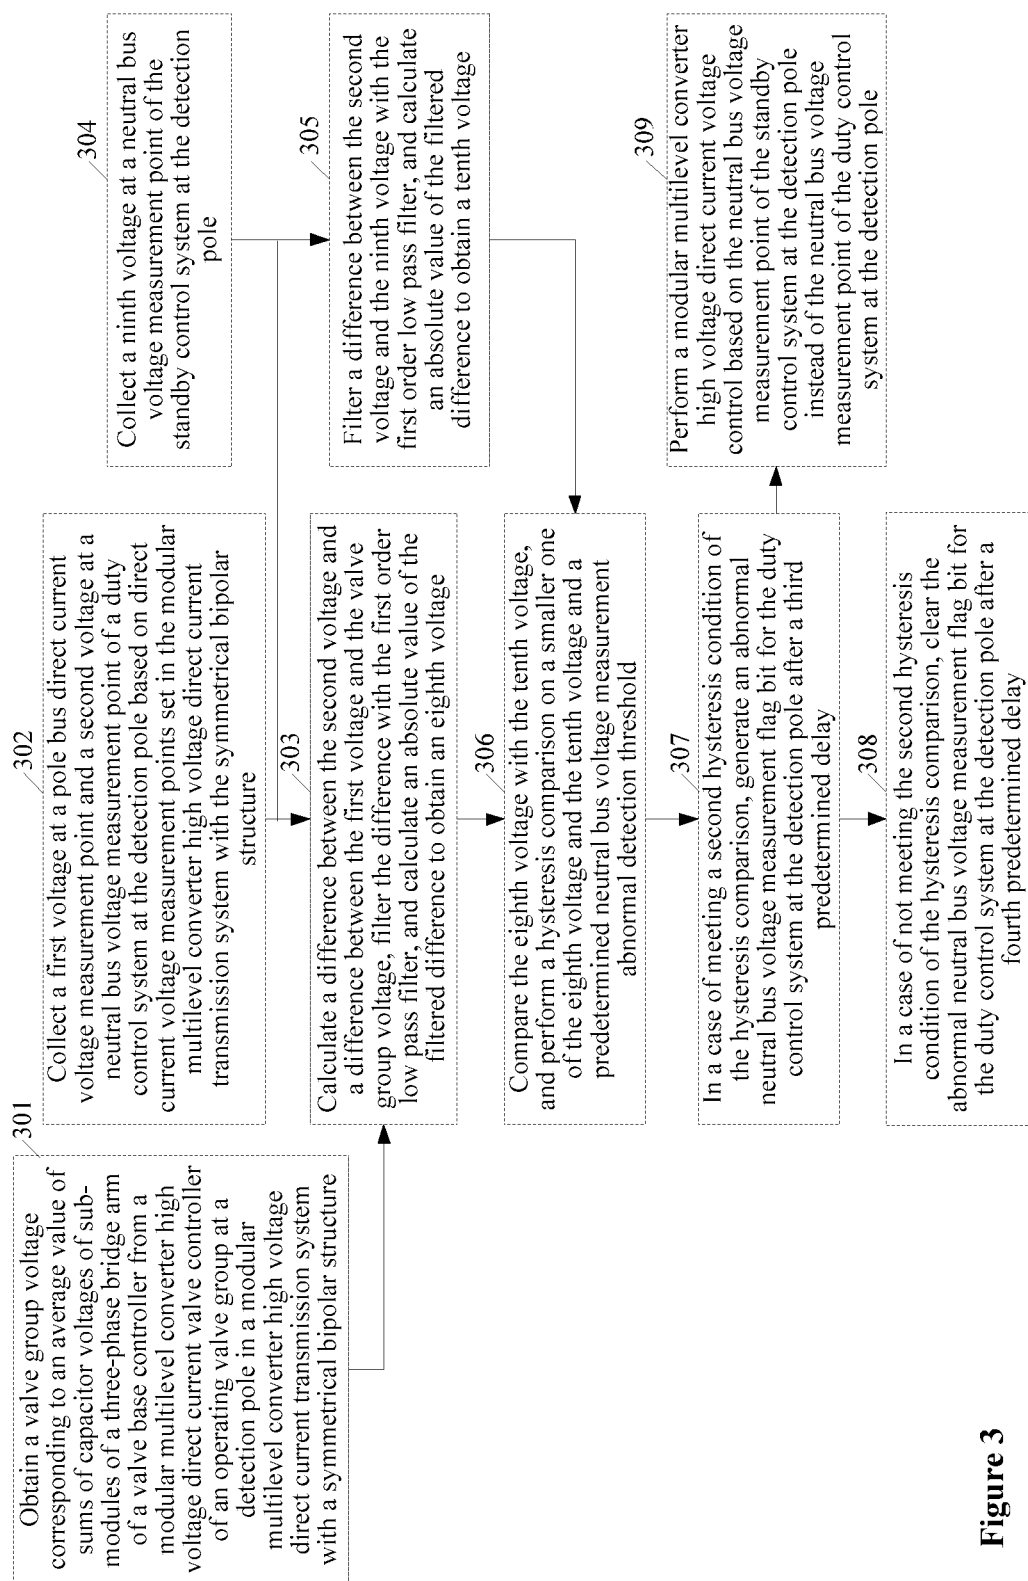 301
Obtain a valve group voltage
corresponding to an average value of
sums of capacitor voltages of sub-
modules of a three-phase bridge arm
of a valve base controller from a
modular multilevel converter high
voltage direct current valve controller
of an operating valve group at a
detection pole in a modular
multilevel converter high voltage
direct current transmission system
with a symmetrical bipolar structure
302
Collect a first voltage at a pole bus direct current
voltage measurement point and a second voltage at a
neutral bus voltage measurement point of a duty
control system at the detection pole based on direct
current voltage measurement points set in the modular
multilevel converter high voltage direct current
transmission system with the symmetrical bipolar
structure
303
Calculate a difference between the second voltage and
a difference between the first voltage and the valve
group voltage, filter the difference with the first order
low pass filter, and calculate an absolute value of the
filtered difference to obtain an eighth voltage
304
Collect a ninth voltage at a neutral bus
voltage measurement point of the
standby control system at the detection
pole
305
Filter a difference between the second
voltage and the ninth voltage with the
first order low pass filter, and calculate
an absolute value of the filtered
difference to obtain a tenth voltage
306
Compare the eighth voltage with the tenth voltage,
and perform a hysteresis comparison on a smaller one
of the eighth voltage and the tenth voltage and a
predetermined neutral bus voltage measurement
abnormal detection threshold
307
In a case of meeting a second hysteresis condition of
the hysteresis comparison, generate an abnormal
neutral bus voltage measurement flag bit for the duty
control system at the detection pole after a third
predetermined delay
308
In a case of not meeting the second hysteresis
condition of the hysteresis comparison, clear the
abnormal neutral bus voltage measurement flag bit for
the duty control system at the detection pole after a
fourth predetermined delay
309
Perform a modular multilevel converter
high voltage direct current voltage
control based on the neutral bus voltage
measurement point of the standby
control system at the detection pole
instead of the neutral bus voltage
measurement point of the duty control
system at the detection pole
Figure 3